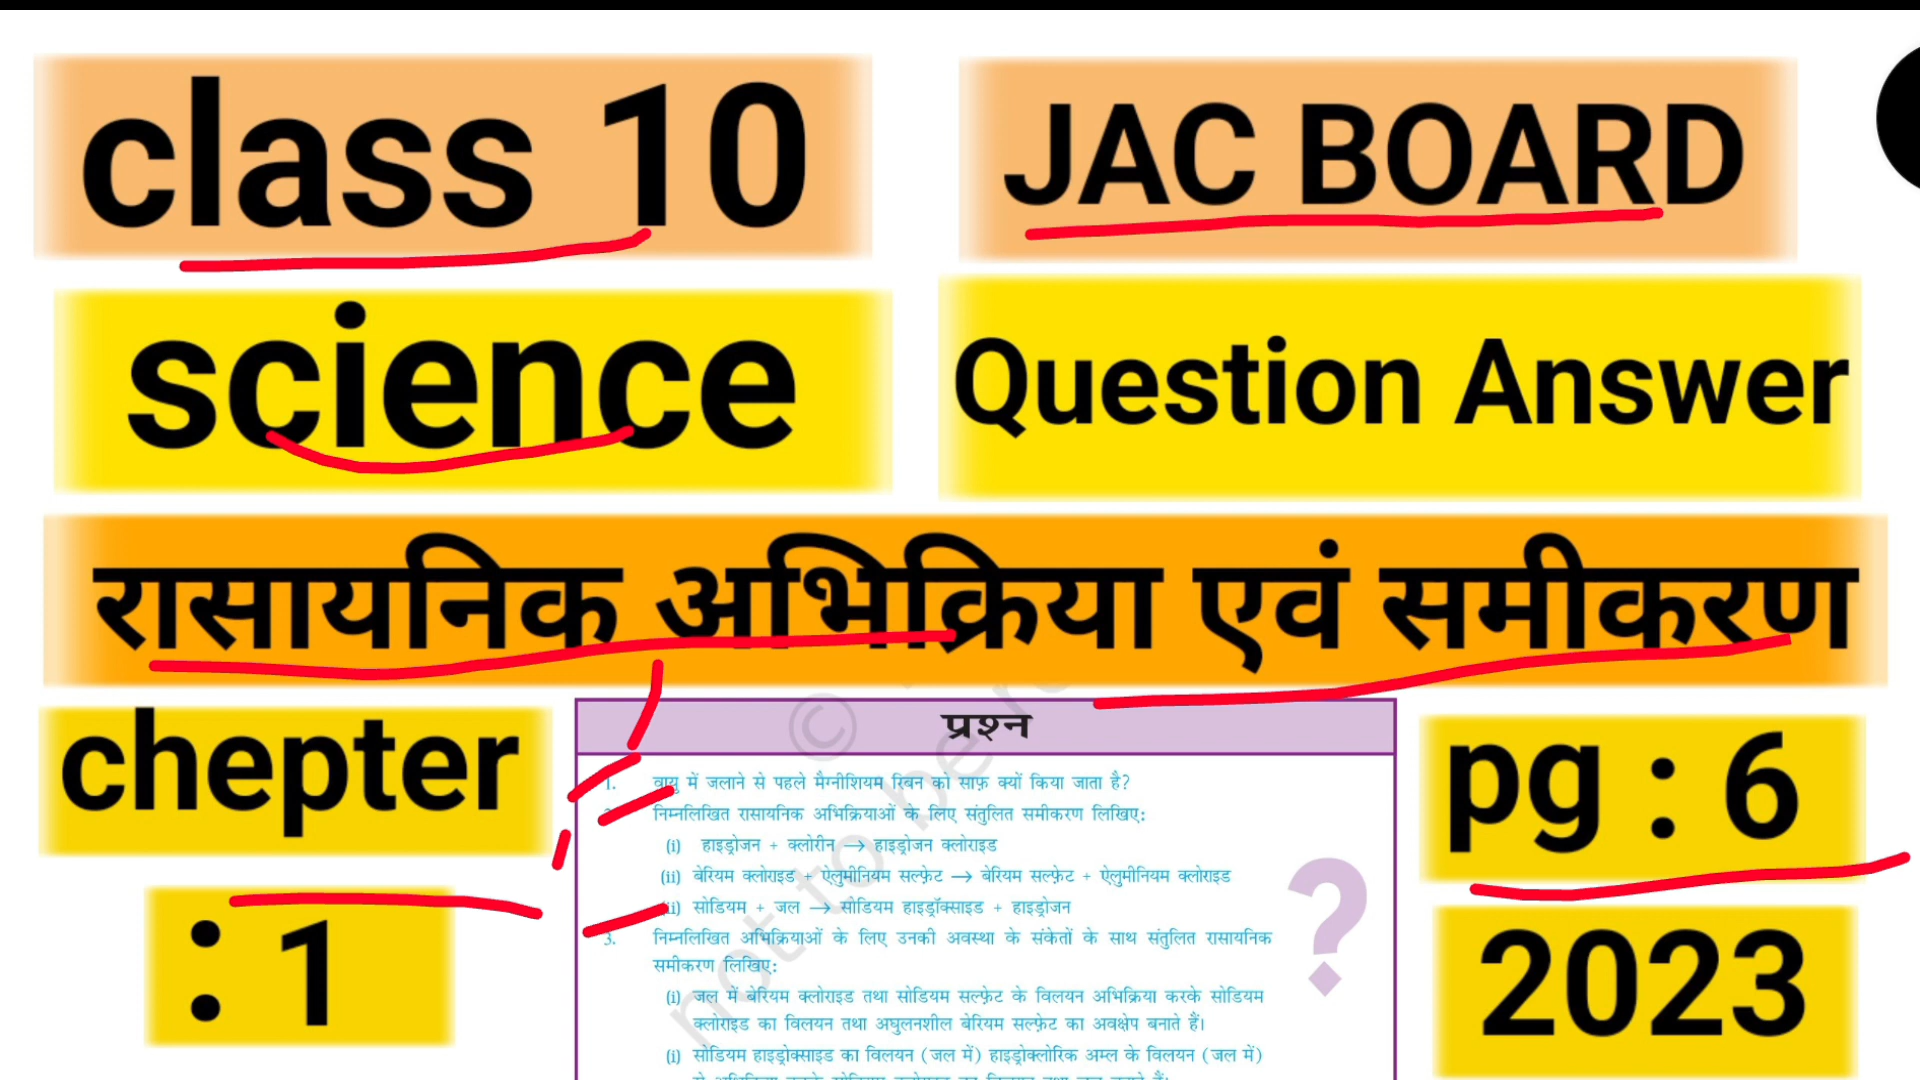 class 10
JAC BOARD
science
Question Answer
रासायनिक अभिक्रिया एवं समीकरण
chepter
: 1
pg : 6
2023
प्रश्न
1. वायु में जलाने से पहले मैग्नीशियम रिबन को साफ़ क्यों किया जाता है?
निम्नलिखित रासायनिक अभिक्रियाओं के लिए संतुलित समीकरण लिखिए:
(i) हाइड्रोजन + क्लोरीन → हाइड्रोजन क्लोराइड
(ii) बेरियम क्लोराइड + ऐलुमीनियम सल्फ़ेट → बेरियम सल्फ़ेट + ऐलुमीनियम क्लोराइड
सोडियम + जल → सोडियम हाइड्रॉक्साइड + हाइड्रोजन
3. निम्नलिखित अभिक्रियाओं के लिए उनकी अवस्था के संकेतों के साथ संतुलित रासायनिक
समीकरण लिखिए:
(i) जल में बेरियम क्लोराइड तथा सोडियम सल्फ़ेट के विलयन अभिक्रिया करके सोडियम
क्लोराइड का विलयन तथा अघुलनशील बेरियम सल्फ़ेट का अवक्षेप बनाते हैं।
(i) सोडियम हाइड्रोक्साइड का विलयन (जल में) हाइड्रोक्लोरिक अम्ल के विलयन (जल में)
?
© not to be